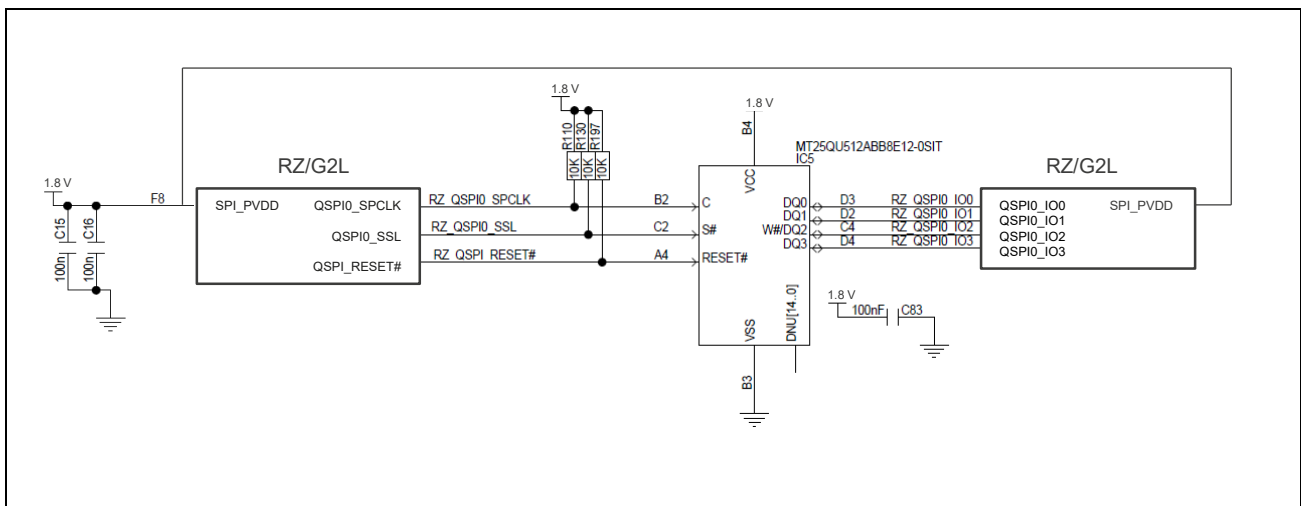 1.8 V
1.8 V
R110
R130
R197
10K
10K
10K
B4
MT25QU512ABB8E12-0SIT
IC5
RZ/G2L
RZ/G2L
1.8 V
F8
C15
100n
C16
100n
SPI_PVDD
QSPI0_SPCLK
QSPI0_SSL
QSPI_RESET#
RZ_QSPI0_SPCLK
B2
RZ_QSPI0_SSL
C2
RZ_QSPI_RESET#
A4
VCC
C
S#
RESET#
DQ0
DQ1
W#/DQ2
DQ3
VSS
DNU[14..0]
D3 RZ_QSPI0_IO0
D2 RZ_QSPI0_IO1
C4 RZ_QSPI0_IO2
D4 RZ_QSPI0_IO3
QSPI0_IO0
QSPI0_IO1
QSPI0_IO2
QSPI0_IO3
SPI_PVDD
1.8 V
100nF C83
B3